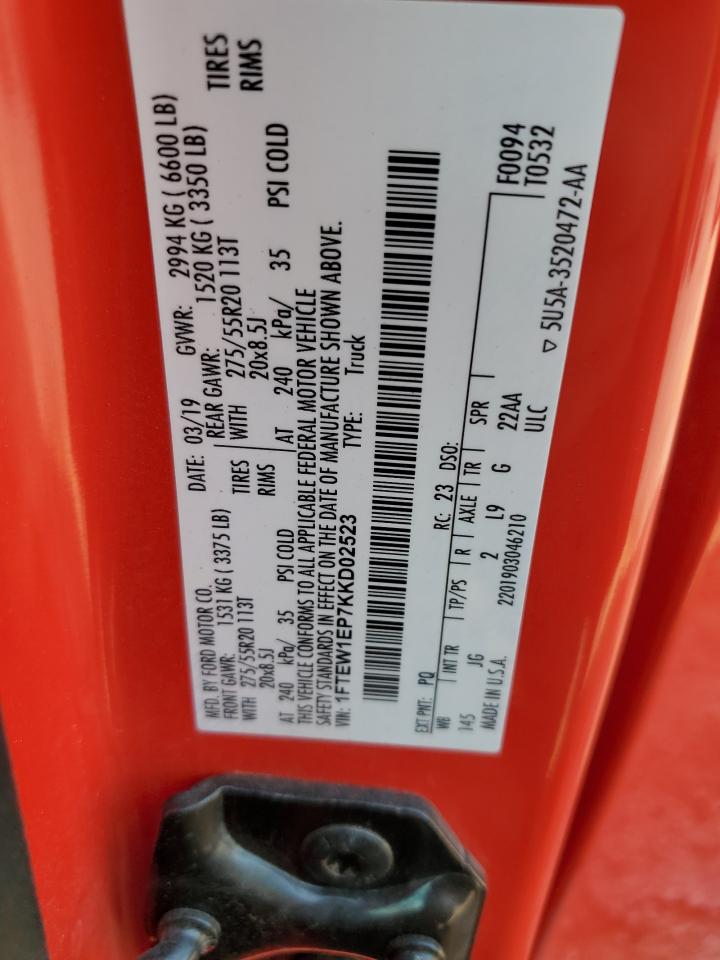 MFD. BY FORD MOTOR CO.
DATE: 03/19 GVWR: 2994 KG ( 6600 LB)
FRONT GAWR: 1531 KG ( 3375 LB) REAR GAWR: 1520 KG ( 3350 LB)
WITH 275/55R20 113T TIRES WITH 275/55R20 113T TIRES
20x8.5J RIMS 20x8.5J RIMS
AT 240 kPa/ 35 PSI COLD AT 240 kPa/ 35 PSI COLD
THIS VEHICLE CONFORMS TO ALL APPLICABLE FEDERAL MOTOR VEHICLE
SAFETY STANDARDS IN EFFECT ON THE DATE OF MANUFACTURE SHOWN ABOVE.
VIN: 1FTEW1EP7KKD02523 TYPE: Truck
EXT PNT: PQ RC: 23 DSO: F0094
T0532
WB INT TR TP/PS R AXLE TR SPR
145 JG 2 L9 G 22AA
MADE IN U.S.A. 2201903046210 ULC
▽ 5U5A-3520472-AA